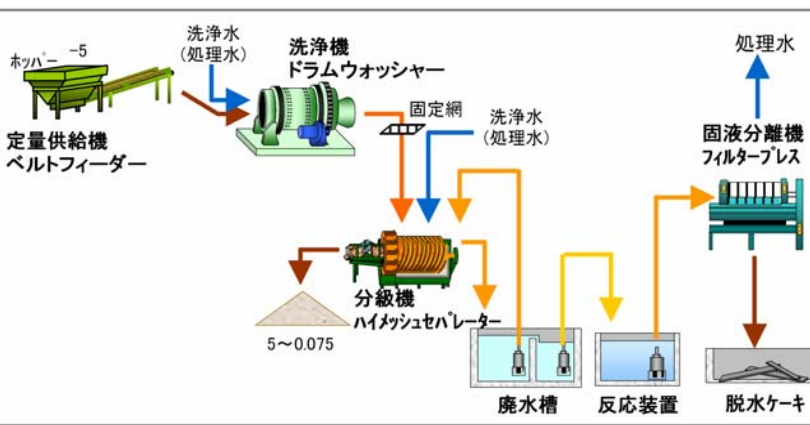 ホッパー -5
定量供給機
ベルトフィーダー
洗浄水
(処理水)
洗浄機
ドラムウォッシャー
固定網
洗浄水
(処理水)
処理水
固液分離機
フィルタープレス
分級機
ハイメッシュセパレーター
5～0.075
廃水槽
反応装置
脱水ケーキ